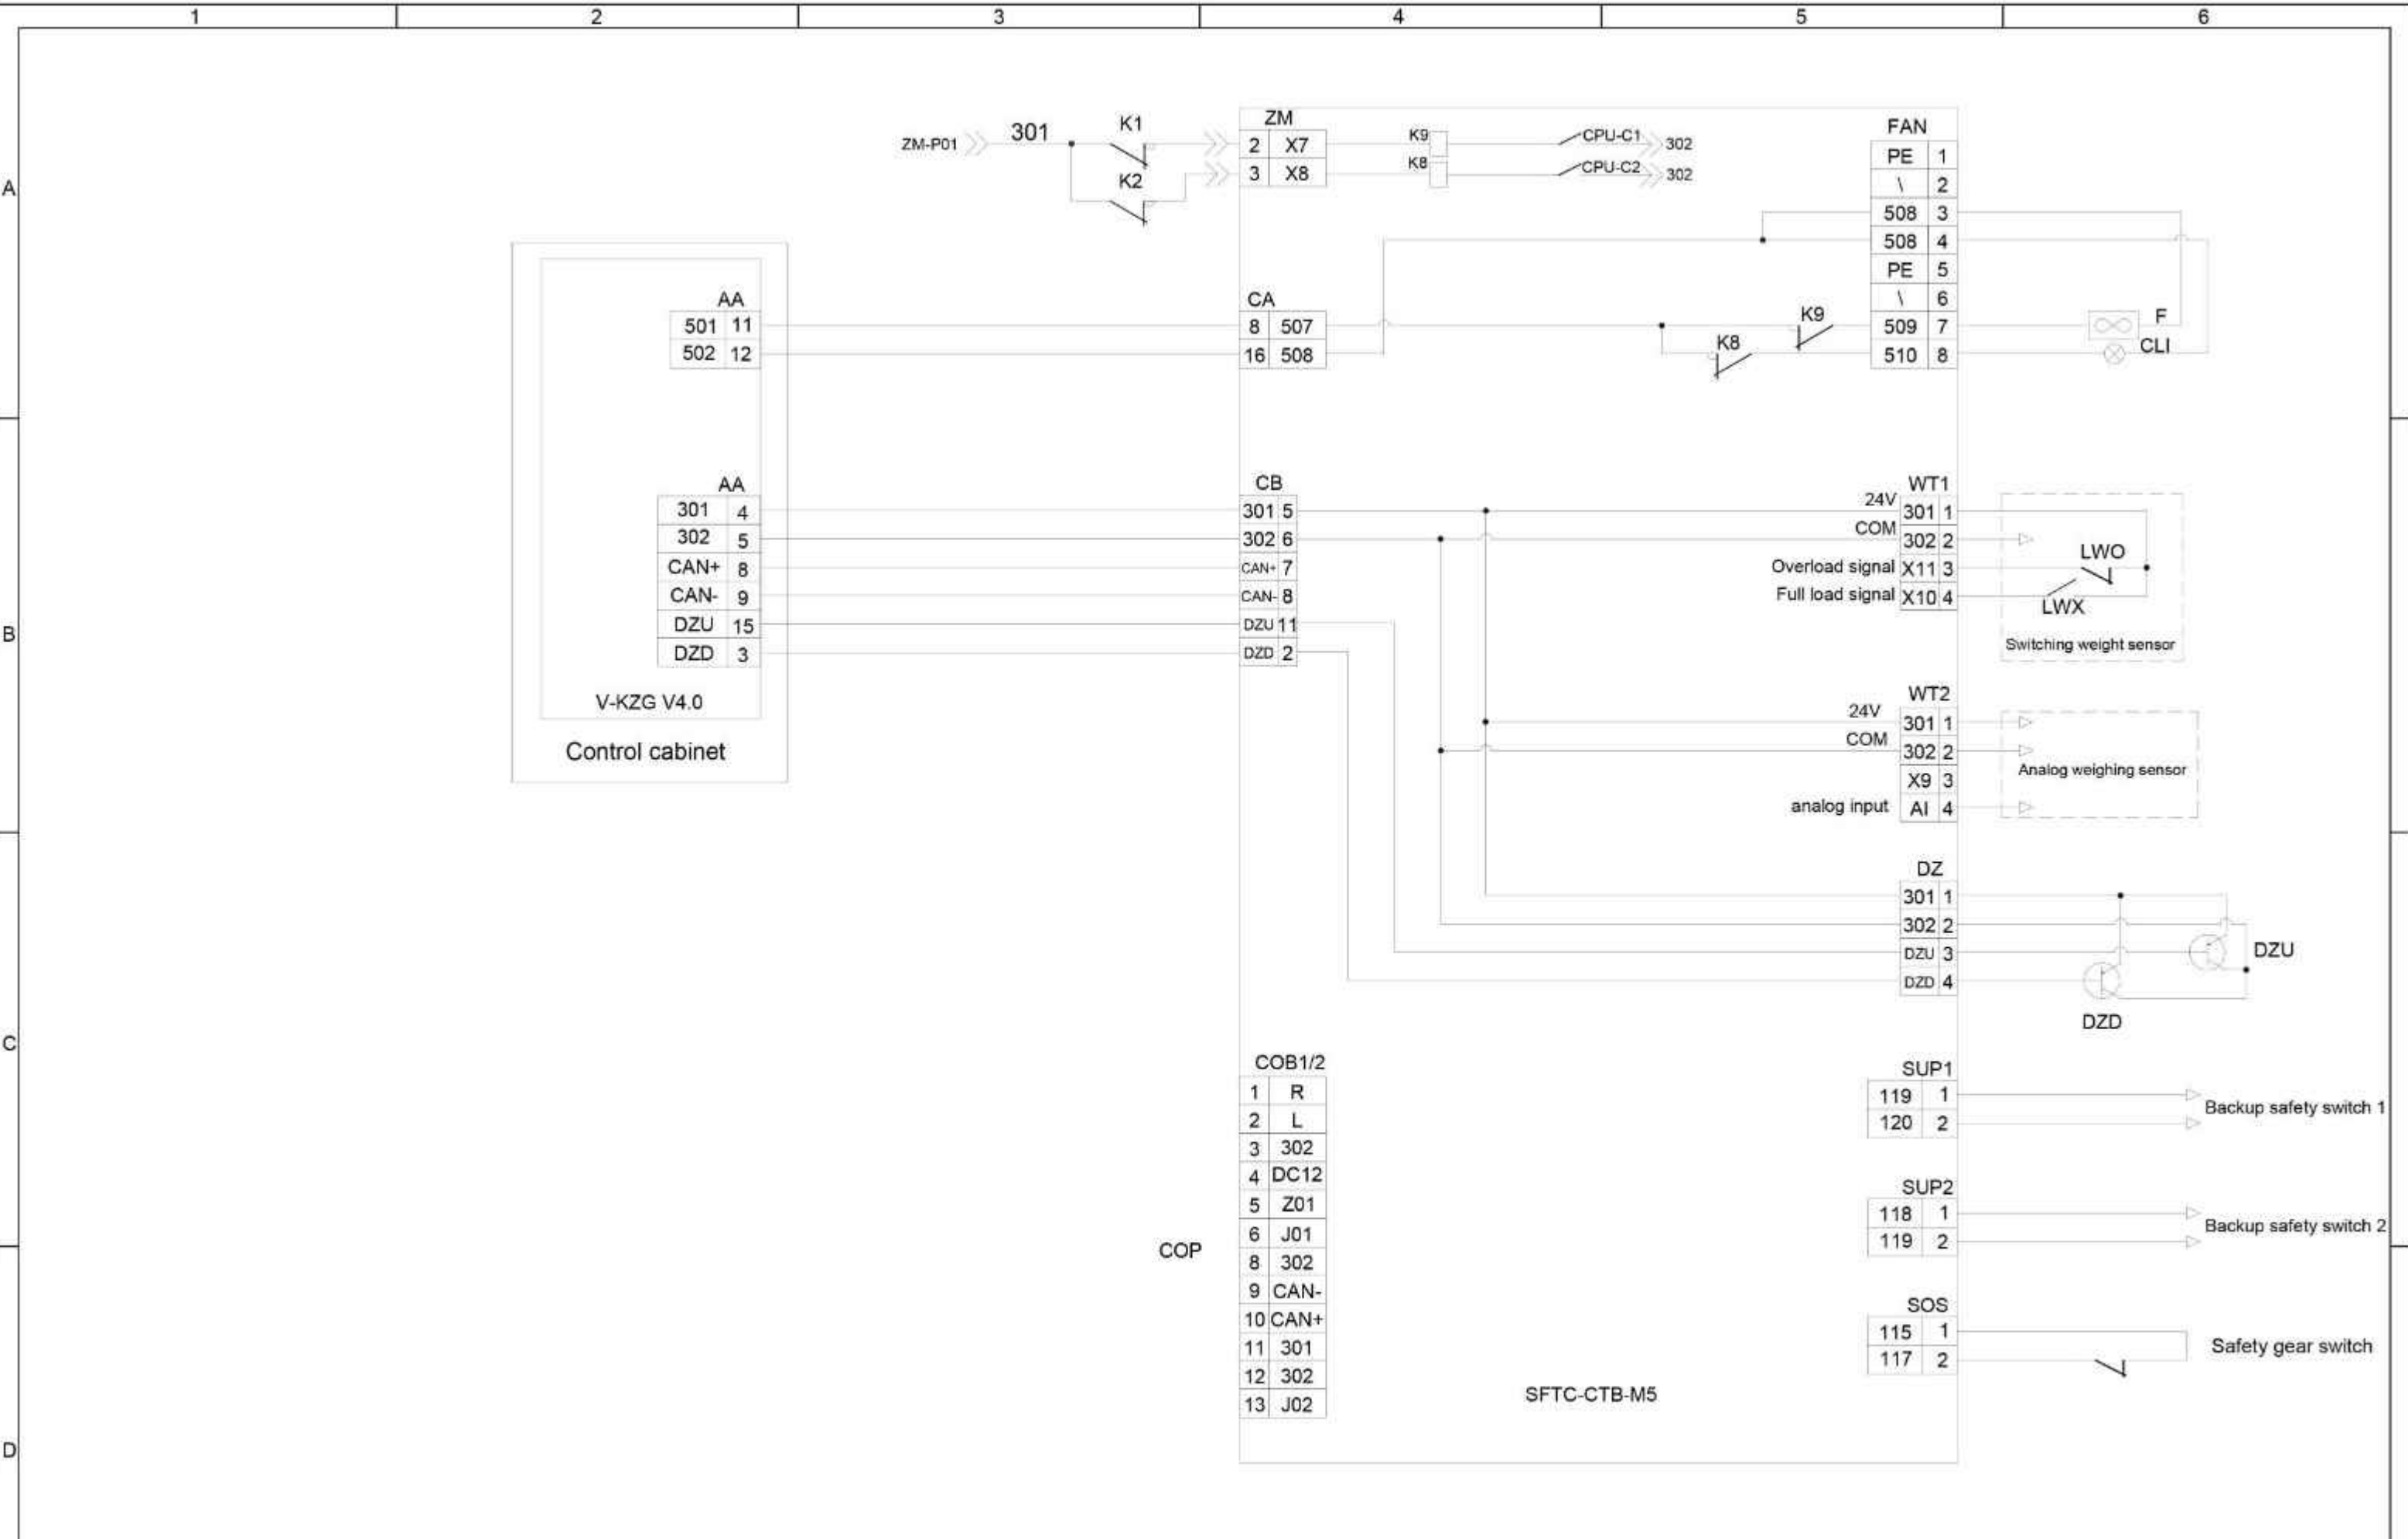 1 2 3 4 5 6
A
B
C
D
ZM-P01 301 K1
K2
ZM
2 X7
3 X8
K9 CPU-C1 302
K8 CPU-C2 302
FAN
PE 1
\ 2
508 3
508 4
PE 5
\ 6
509 7
510 8
F
CLI
K9
K8
AA
501 11
502 12
CA
8 507
16 508
AA
301 4
302 5
CAN+ 8
CAN- 9
DZU 15
DZD 3
V-KZG V4.0
Control cabinet
CB
301 5
302 6
CAN+ 7
CAN- 8
DZU 11
DZD 2
WT1
24V 301 1
COM 302 2
Overload signal X11 3
Full load signal X10 4
LWO
LWX
Switching weight sensor
WT2
24V 301 1
COM 302 2
X9 3
analog input AI 4
Analog weighing sensor
DZ
301 1
302 2
DZU 3
DZD 4
DZU
DZD
COB1/2
1 R
2 L
3 302
4 DC12
5 Z01
6 J01
8 302
9 CAN-
10 CAN+
11 301
12 302
13 J02
COP
SUP1
119 1
120 2
Backup safety switch 1
SUP2
118 1
119 2
Backup safety switch 2
SOS
115 1
117 2
Safety gear switch
SFTC-CTB-M5